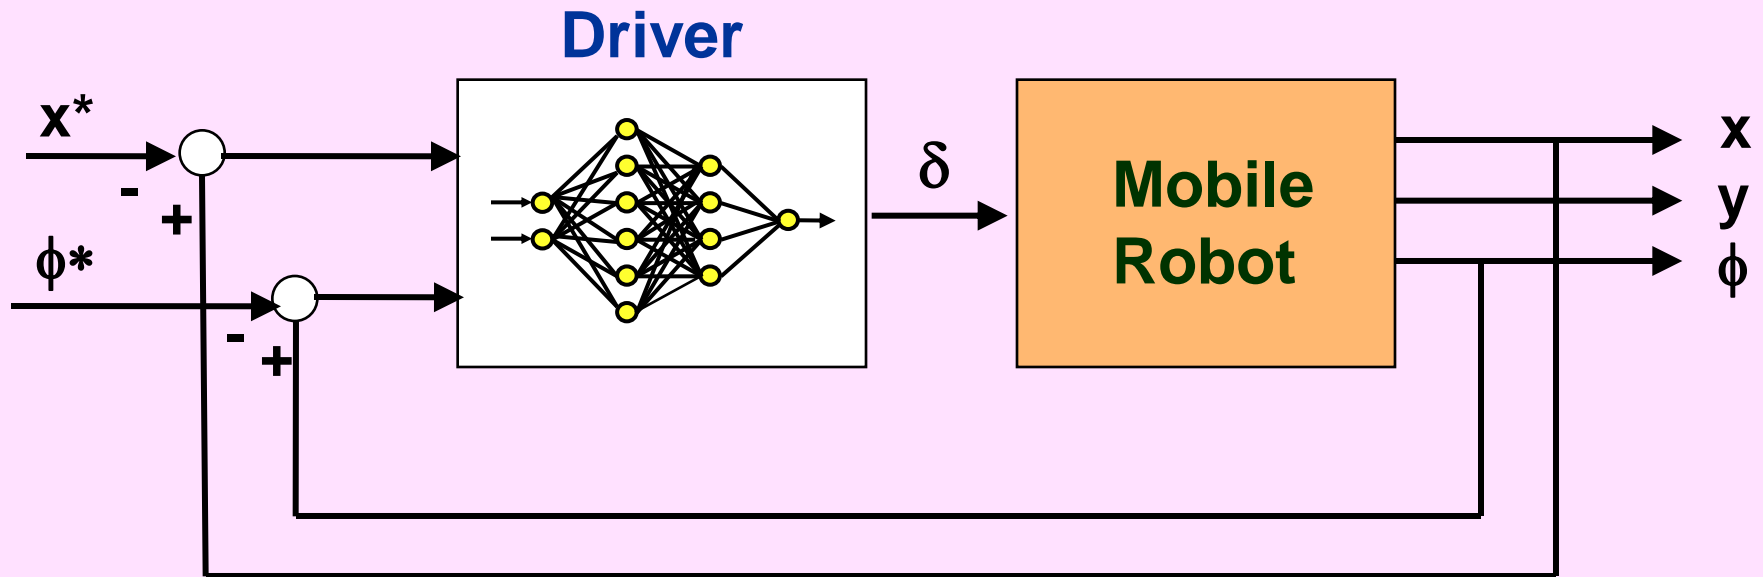 Driver
x*
-
+
ϕ*
-
+
δ
Mobile
Robot
x
y
ϕ